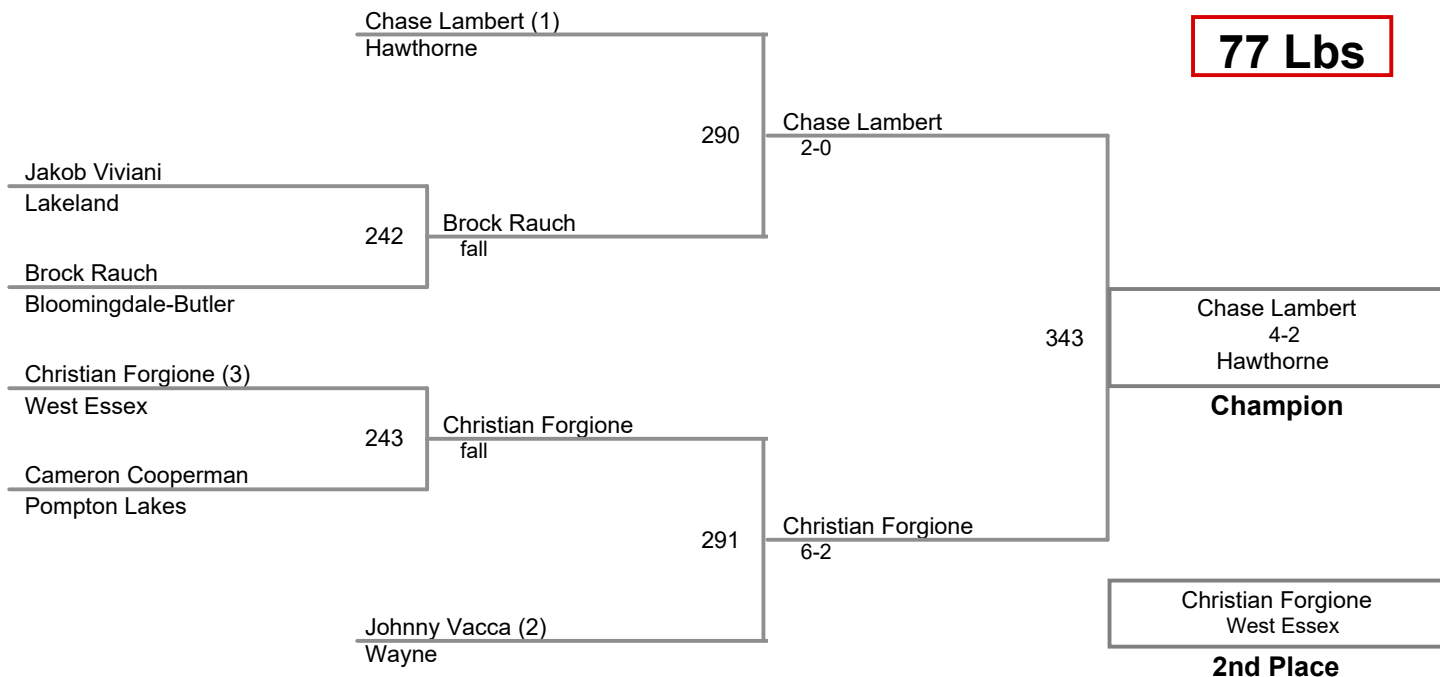 Chase Lambert (1)
Hawthorne
77 Lbs
290
Chase Lambert
2-0
Jakob Viviani
Lakeland
242
Brock Rauch
fall
Brock Rauch
Bloomingdale-Butler
343
Chase Lambert
4-2
Hawthorne
Champion
Christian Forgione (3)
West Essex
243
Christian Forgione
fall
Cameron Cooperman
Pompton Lakes
291
Christian Forgione
6-2
Johnny Vacca (2)
Wayne
Christian Forgione
West Essex
2nd Place